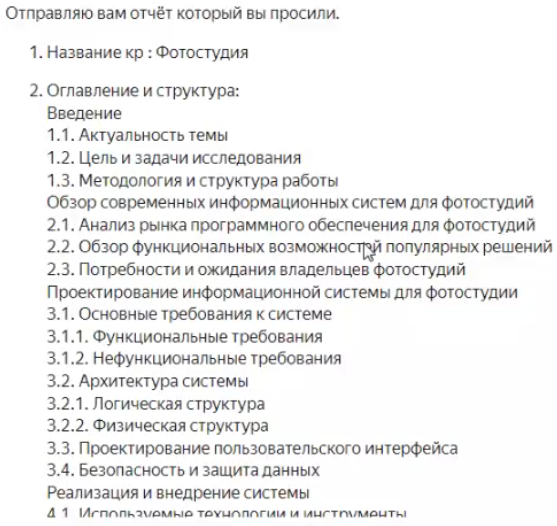 Отправляю вам отчёт который вы просили.
1. Название кр : Фотостудия
2. Оглавление и структура:
Введение
1.1. Актуальность темы
1.2. Цель и задачи исследования
1.3. Методология и структура работы
Обзор современных информационных систем для фотостудий
2.1. Анализ рынка программного обеспечения для фотостудий
2.2. Обзор функциональных возможностей популярных решений
2.3. Потребности и ожидания владельцев фотостудий
Проектирование информационной системы для фотостудии
3.1. Основные требования к системе
3.1.1. Функциональные требования
3.1.2. Нефункциональные требования
3.2. Архитектура системы
3.2.1. Логическая структура
3.2.2. Физическая структура
3.3. Проектирование пользовательского интерфейса
3.4. Безопасность и защита данных
Реализация и внедрение системы
4.1. Используемые технологии и инструменты